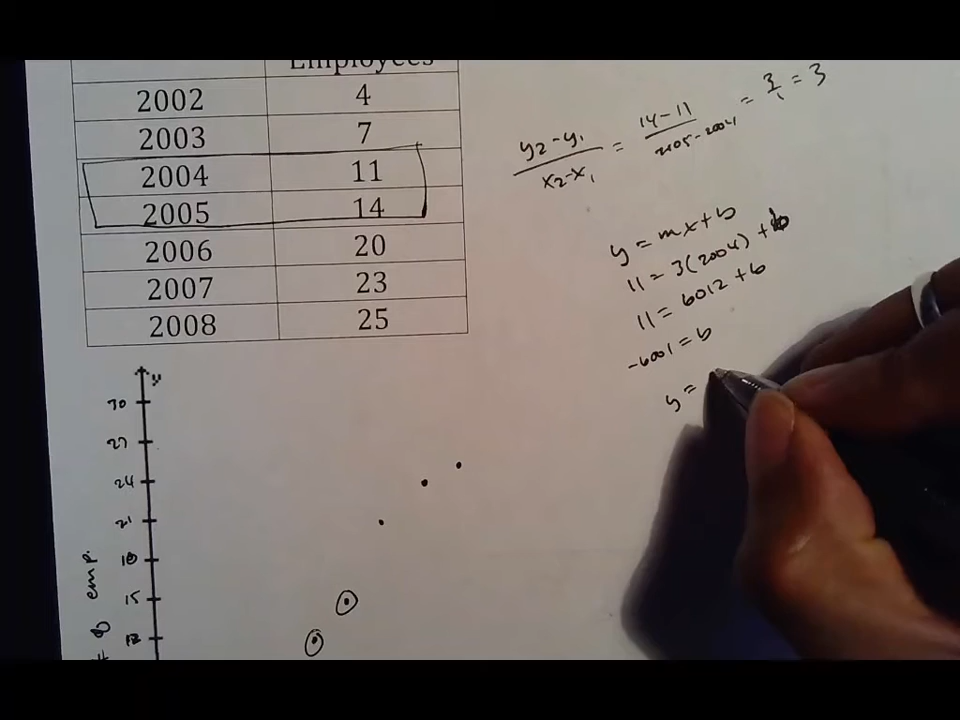 Employees
2002 4
2003 7
2004 11
2005 14
2006 20
2007 23
2008 25
y₂-y₁ / x₂-x₁ = 14-11 / 2005-2004 = 3/1 = 3
y = mx+b
11 = 3(2004) + b
11 = 6012 + b
-6001 = b
y =
y
30
27
24
21
18
15
12
# of emp.